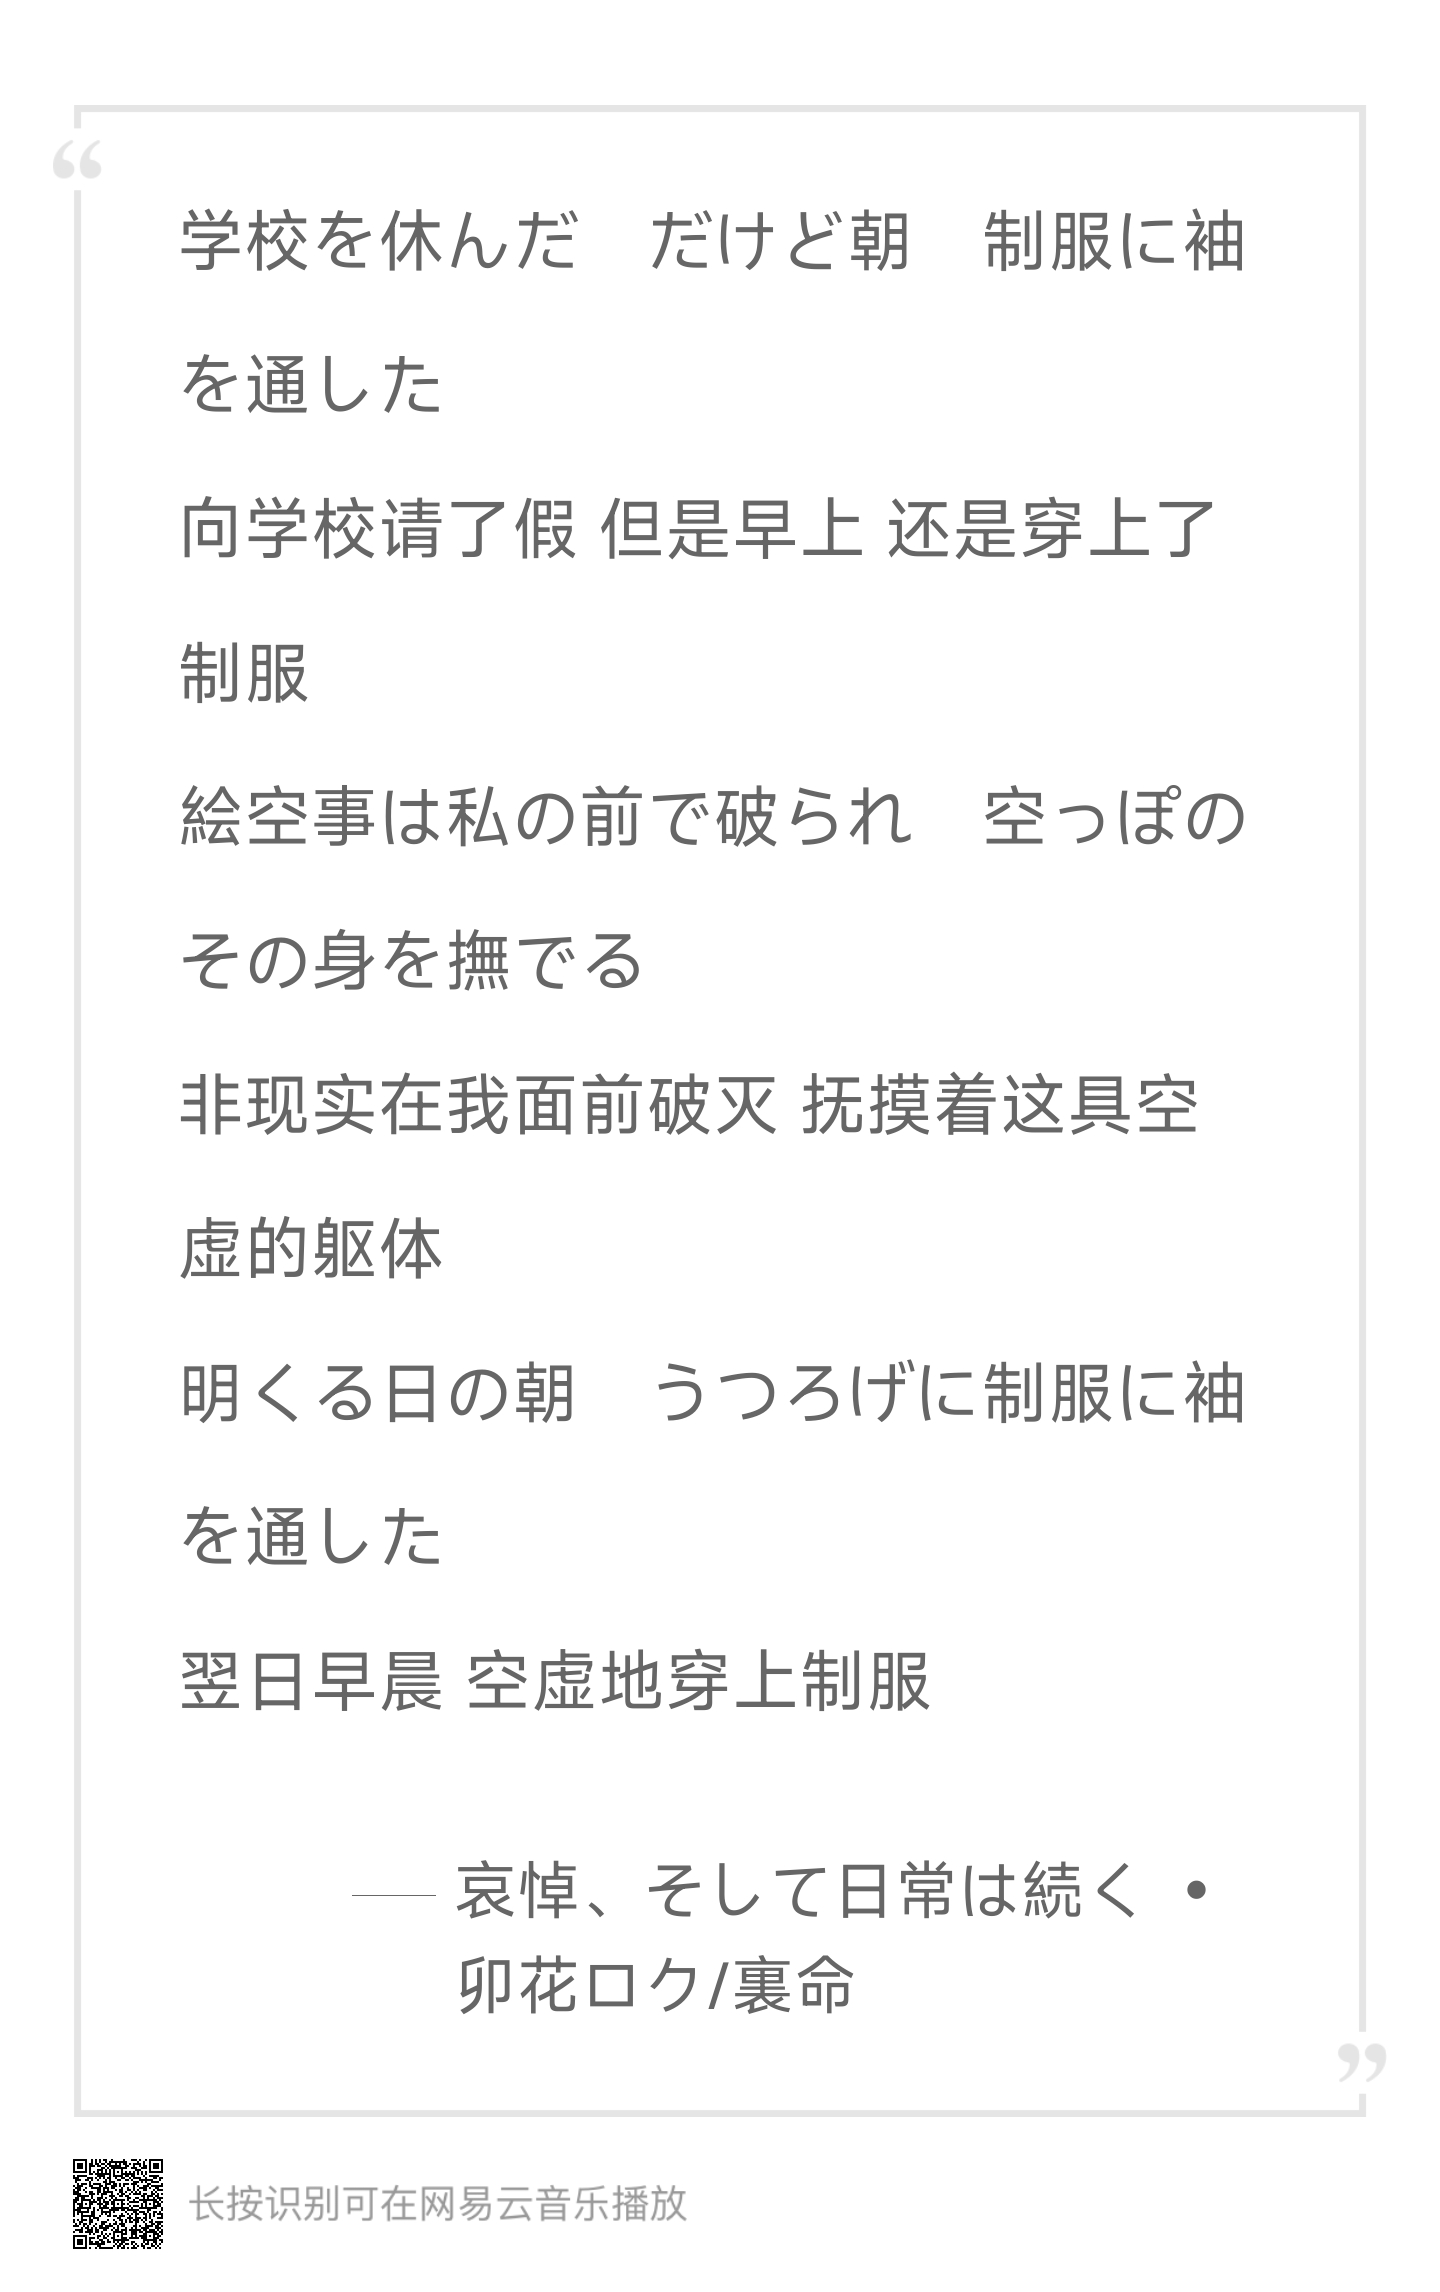 “
学校を休んだ　だけど朝　制服に袖
を通した
向学校请了假 但是早上 还是穿上了
制服
絵空事は私の前で破られ　空っぽの
その身を撫でる
非现实在我面前破灭 抚摸着这具空
虚的躯体
明くる日の朝　うつろげに制服に袖
を通した
翌日早晨 空虚地穿上制服
—— 哀悼、そして日常は続く •
卯花ロク/裏命
”
长按识别可在网易云音乐播放